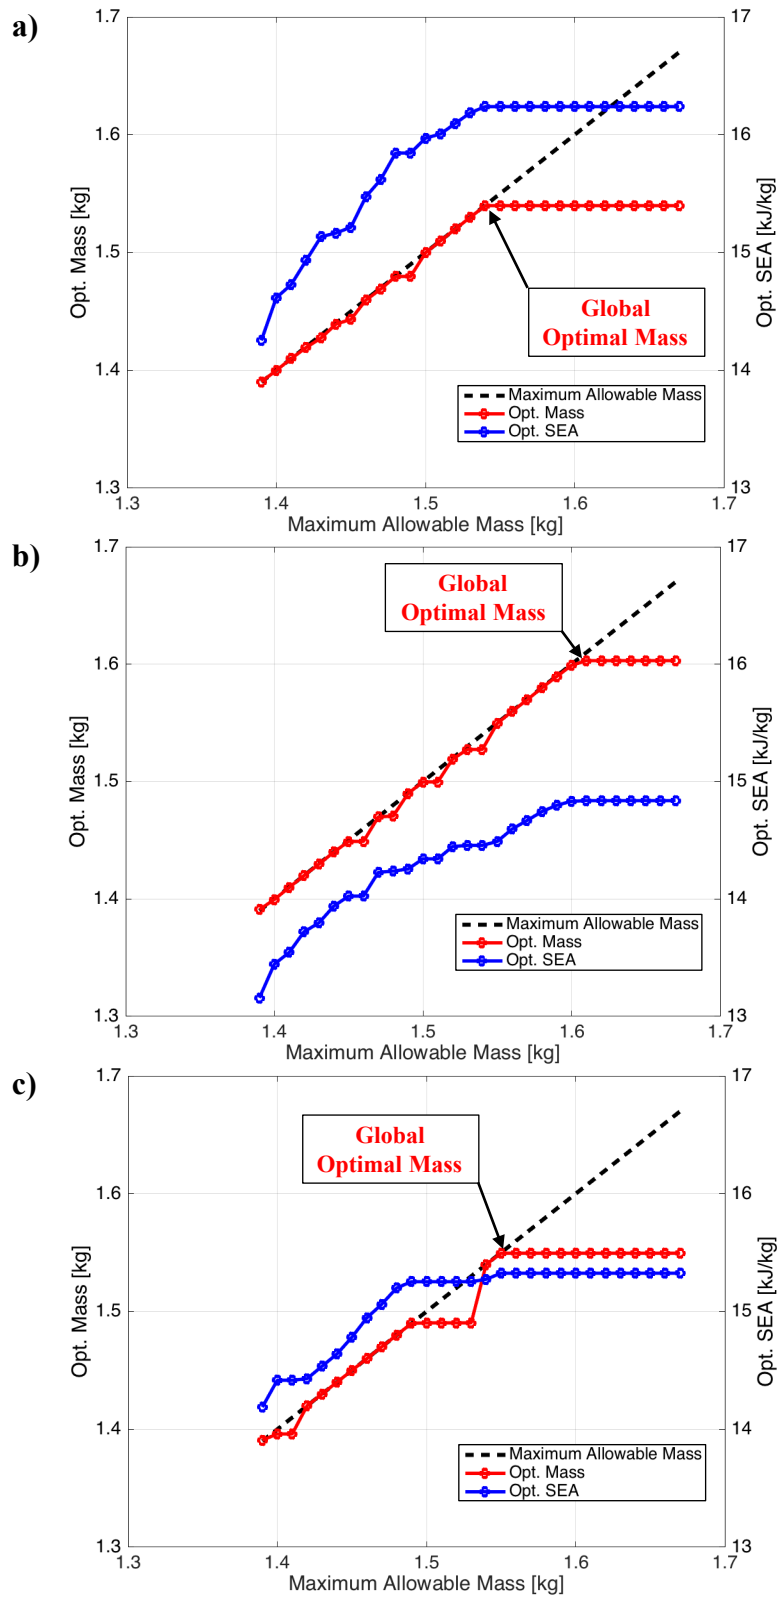 a)
1.7
1.6
1.5
1.4
1.3
Opt. Mass [kg]
17
16
15
14
13
Opt. SEA [kJ/kg]
Global
Optimal Mass
Maximum Allowable Mass
Opt. Mass
Opt. SEA
1.3 1.4 1.5 1.6 1.7
Maximum Allowable Mass [kg]
b)
1.7
1.6
1.5
1.4
1.3
Opt. Mass [kg]
17
16
15
14
13
Opt. SEA [kJ/kg]
Global
Optimal Mass
Maximum Allowable Mass
Opt. Mass
Opt. SEA
1.3 1.4 1.5 1.6 1.7
Maximum Allowable Mass [kg]
c)
1.7
1.6
1.5
1.4
1.3
Opt. Mass [kg]
17
16
15
14
13
Opt. SEA [kJ/kg]
Global
Optimal Mass
Maximum Allowable Mass
Opt. Mass
Opt. SEA
1.3 1.4 1.5 1.6 1.7
Maximum Allowable Mass [kg]